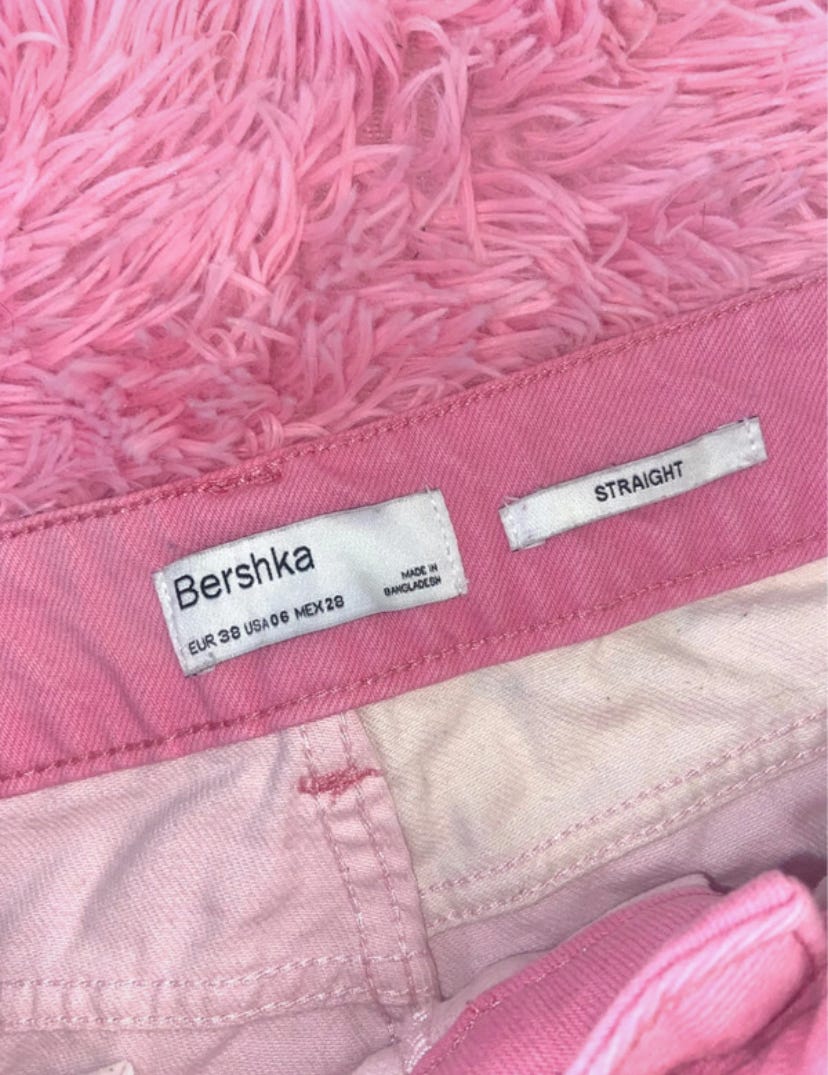 Bershka
EUR 38 USA 06 MEX 28
MADE IN
BANGLADESH
STRAIGHT